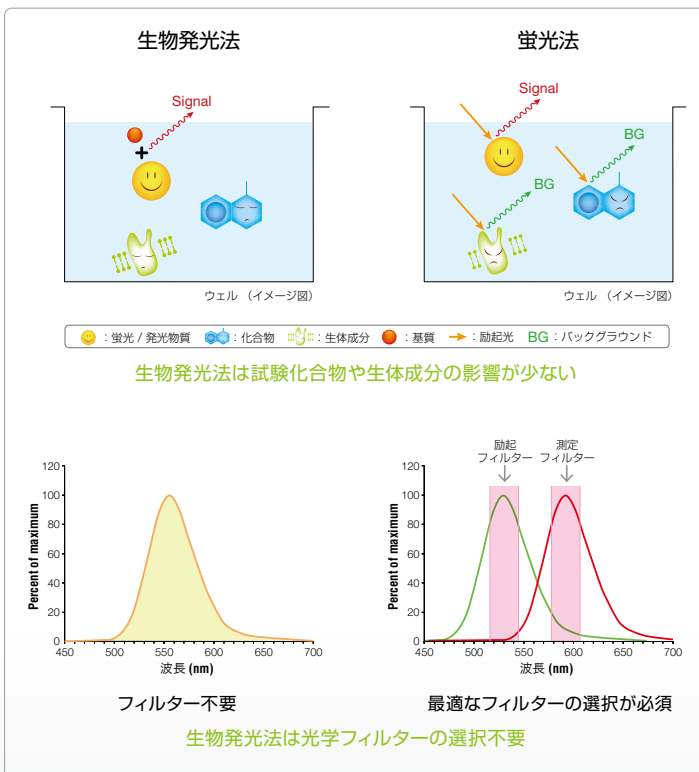 生物発光法
蛍光法
Signal
ウェル （イメージ図）
Signal
BG
BG
ウェル （イメージ図）
：蛍光 / 発光物質 ：化合物 ：生体成分 ：基質 ：励起光 BG：バックグラウンド
生物発光法は試験化合物や生体成分の影響が少ない
Percent of maximum
120
100
80
60
40
20
0
450 500 550 600 650 700
波長 (nm)
フィルター不要
励起
フィルター
測定
フィルター
Percent of maximum
120
100
80
60
40
20
0
450 500 550 600 650 700
波長 (nm)
最適なフィルターの選択が必須
生物発光法は光学フィルターの選択不要